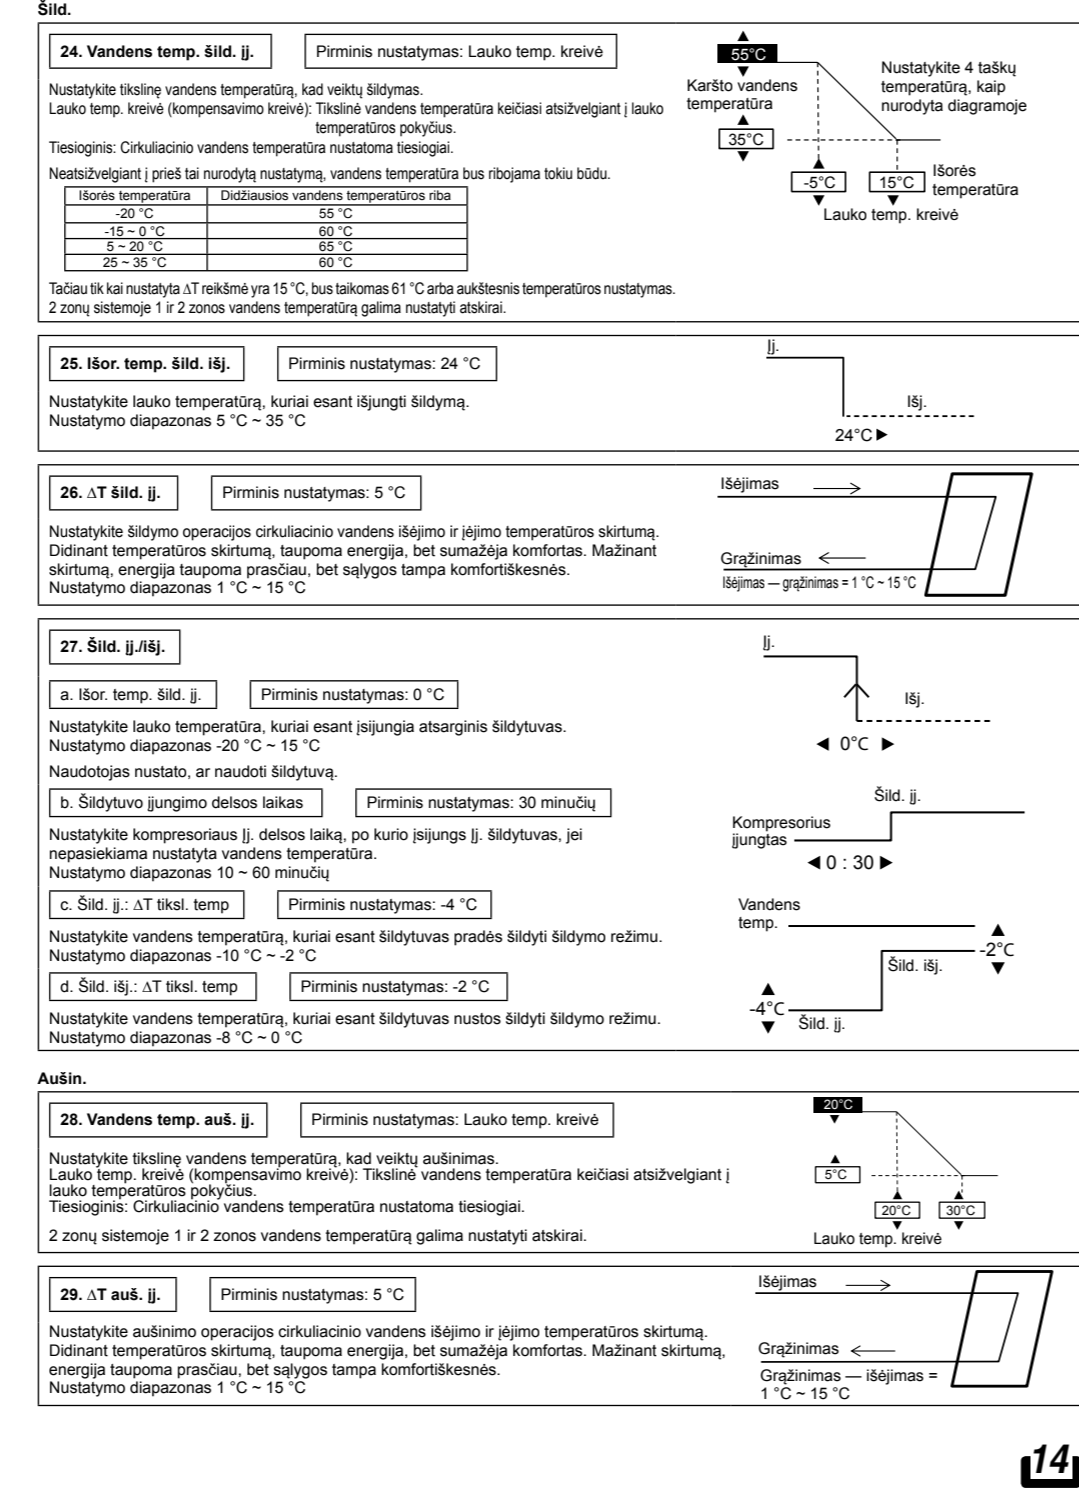 Šild.
24. Vandens temp. šild. įj.
Pirminis nustatymas: Lauko temp. kreivė
Nustatykite tikslinę vandens temperatūrą, kad veiktų šildymas.
Lauko temp. kreivė (kompensavimo kreivė): Tikslinė vandens temperatūra keičiasi atsižvelgiant į lauko
temperatūros pokyčius.
Tiesioginis: Cirkuliacinio vandens temperatūra nustatoma tiesiogiai.
Neatsižvelgiant į prieš tai nurodytą nustatymą, vandens temperatūra bus ribojama tokiu būdu.
Išorės temperatūra Didžiausios vandens temperatūros riba
-20 °C 55 °C
-15 ~ 0 °C 60 °C
5 ~ 20 °C 65 °C
25 ~ 35 °C 60 °C
Tačiau tik kai nustatyta ∆T reikšmė yra 15 °C, bus taikomas 61 °C arba aukštesnis temperatūros nustatymas.
2 zonų sistemoje 1 ir 2 zonos vandens temperatūrą galima nustatyti atskirai.
55°C
Karšto vandens
temperatūra
35°C
Nustatykite 4 taškų
temperatūrą, kaip
nurodyta diagramoje
-5°C 15°C
Išorės
temperatūra
Lauko temp. kreivė
25. Išor. temp. šild. išj.
Pirminis nustatymas: 24 °C
Nustatykite lauko temperatūrą, kuriai esant išjungti šildymą.
Nustatymo diapazonas 5 °C ~ 35 °C
Įj.
Išj.
24°C ▶
26. ∆T šild. įj.
Pirminis nustatymas: 5 °C
Nustatykite šildymo operacijos cirkuliacinio vandens išėjimo ir įėjimo temperatūros skirtumą.
Didinant temperatūros skirtumą, taupoma energija, bet sumažėja komfortas. Mažinant
skirtumą, energija taupoma prasčiau, bet sąlygos tampa komfortiškesnės.
Nustatymo diapazonas 1 °C ~ 15 °C
Išėjimas
Grąžinimas
Išėjimas — grąžinimas = 1 °C ~ 15 °C
27. Šild. įj./išj.
a. Išor. temp. šild. įj.
Pirminis nustatymas: 0 °C
Nustatykite lauko temperatūra, kuriai esant įsijungia atsarginis šildytuvas.
Nustatymo diapazonas -20 °C ~ 15 °C
Naudotojas nustato, ar naudoti šildytuvą.
Įj.
Išj.
◀ 0°C ▶
b. Šildytuvo įjungimo delsos laikas
Pirminis nustatymas: 30 minučių
Nustatykite kompresoriaus Įj. delsos laiką, po kurio įsijungs Įj. šildytuvas, jei
nepasiekiama nustatyta vandens temperatūra.
Nustatymo diapazonas 10 ~ 60 minučių
Šild. įj.
Kompresorius
įjungtas
◀ 0 : 30 ▶
c. Šild. įj.: ∆T tiksl. temp
Pirminis nustatymas: -4 °C
Nustatykite vandens temperatūrą, kuriai esant šildytuvas pradės šildyti šildymo režimu.
Nustatymo diapazonas -10 °C ~ -2 °C
d. Šild. išj.: ∆T tiksl. temp
Pirminis nustatymas: -2 °C
Nustatykite vandens temperatūrą, kuriai esant šildytuvas nustos šildyti šildymo režimu.
Nustatymo diapazonas -8 °C ~ 0 °C
Vandens
temp.
-2°C
Šild. išj.
-4°C
Šild. įj.
Aušin.
28. Vandens temp. auš. įj.
Pirminis nustatymas: Lauko temp. kreivė
Nustatykite tikslinę vandens temperatūrą, kad veiktų aušinimas.
Lauko temp. kreivė (kompensavimo kreivė): Tikslinė vandens temperatūra keičiasi atsižvelgiant į
lauko temperatūros pokyčius.
Tiesioginis: Cirkuliacinio vandens temperatūra nustatoma tiesiogiai.
2 zonų sistemoje 1 ir 2 zonos vandens temperatūrą galima nustatyti atskirai.
20°C
5°C
20°C 30°C
Lauko temp. kreivė
29. ∆T auš. įj.
Pirminis nustatymas: 5 °C
Nustatykite aušinimo operacijos cirkuliacinio vandens išėjimo ir įėjimo temperatūros skirtumą.
Didinant temperatūros skirtumą, taupoma energija, bet sumažėja komfortas. Mažinant skirtumą,
energija taupoma prasčiau, bet sąlygos tampa komfortiškesnės.
Nustatymo diapazonas 1 °C ~ 15 °C
Išėjimas
Grąžinimas
Grąžinimas — išėjimas =
1 °C ~ 15 °C
14